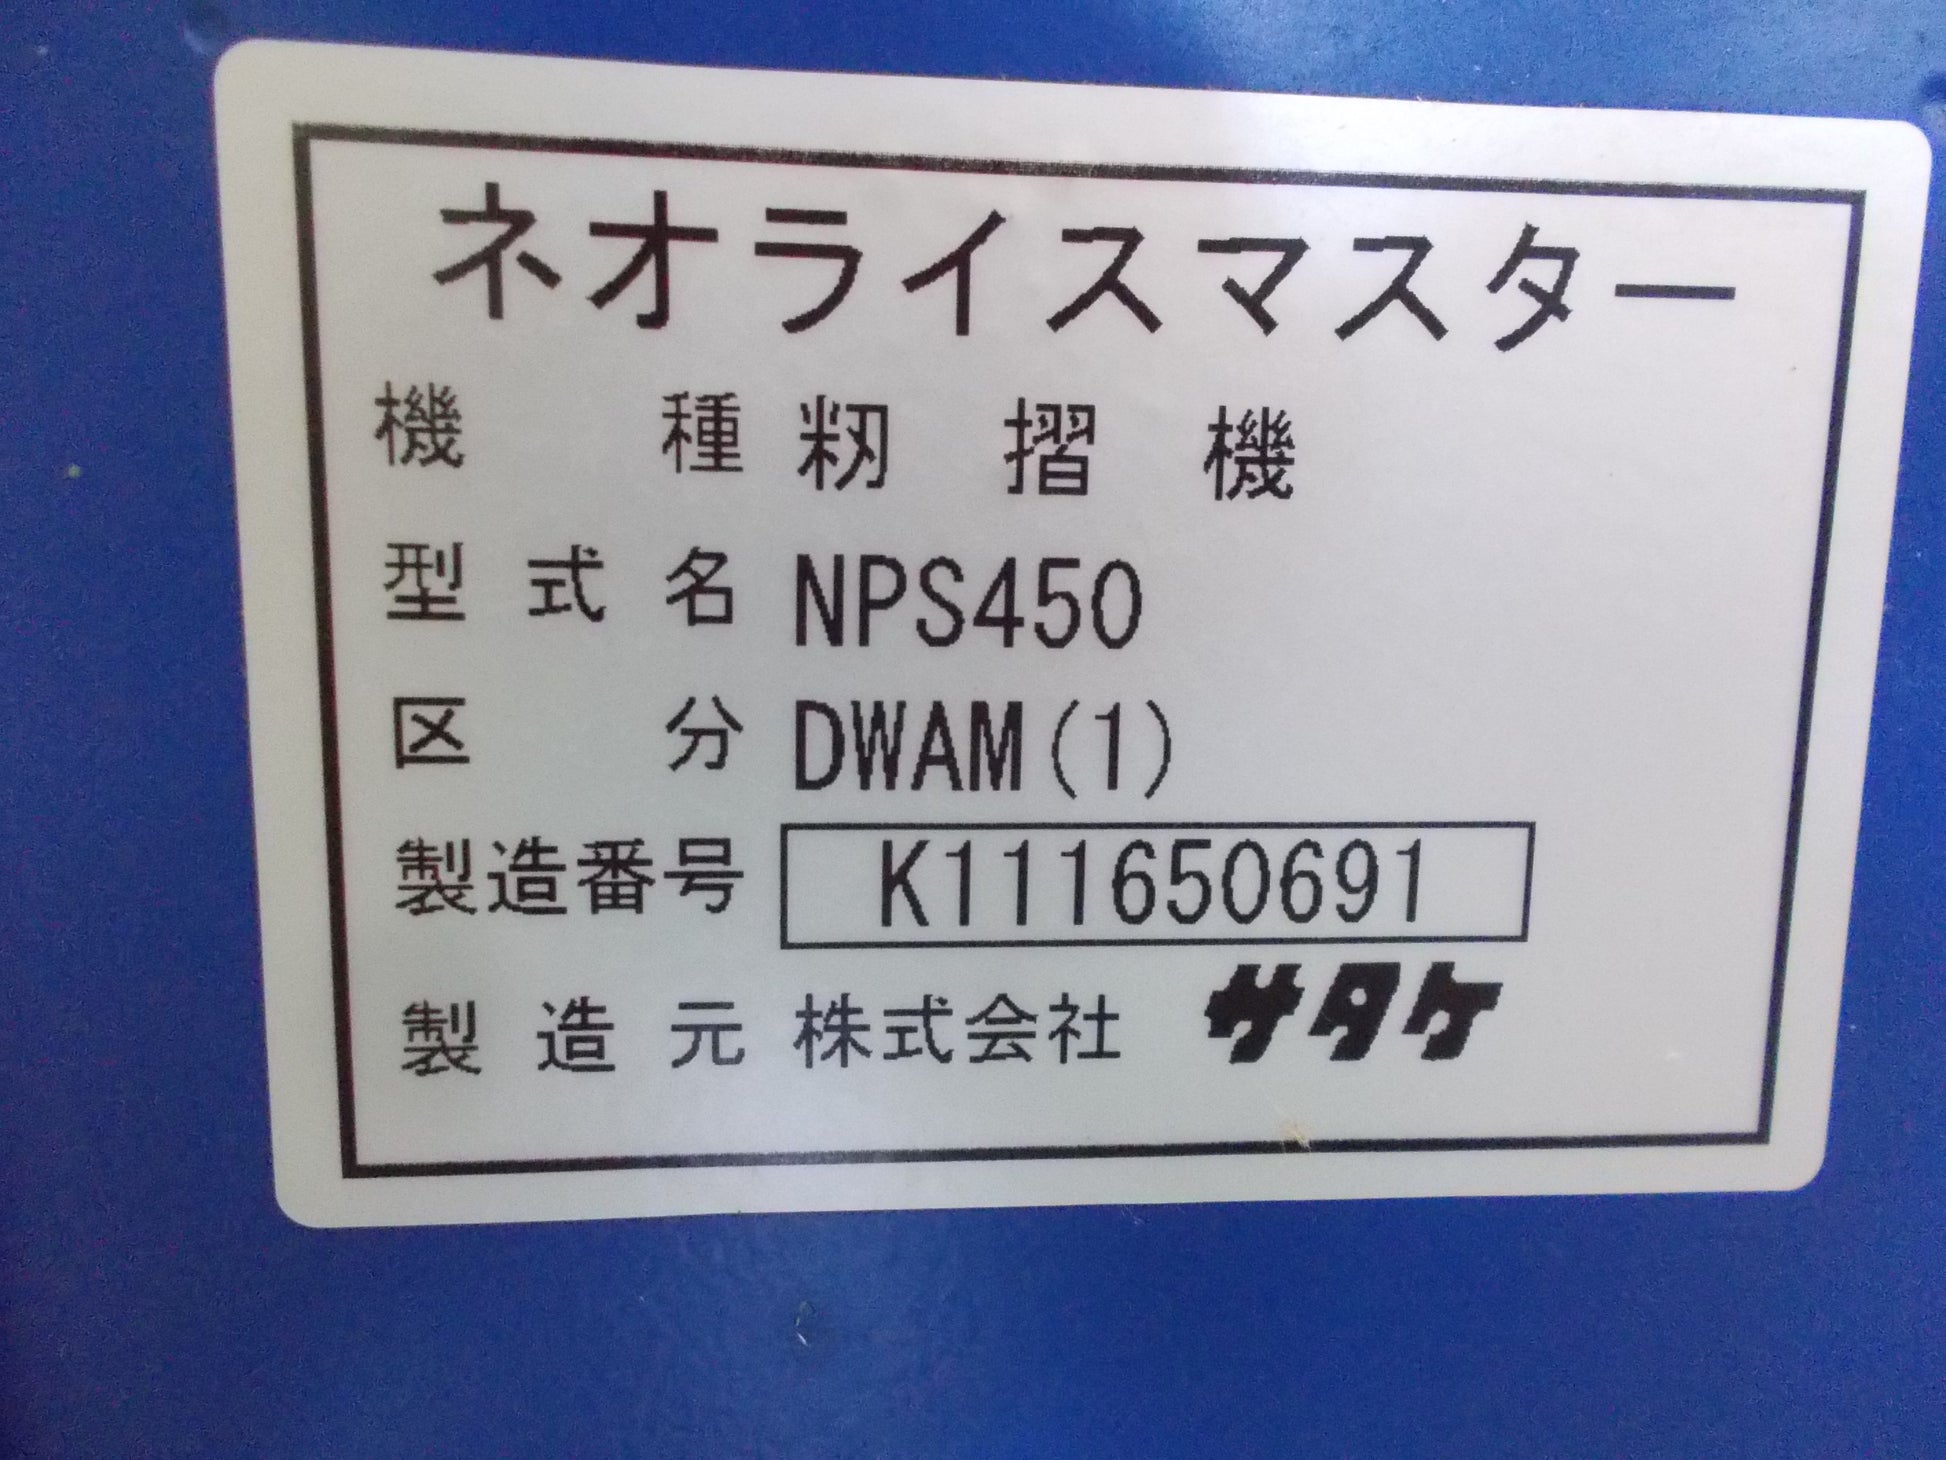 ネオライスマスター
機種 籾摺機
型式名 NPS450
区分 DWAM(1)
製造番号 K111650691
製造元 株式会社 サタケ